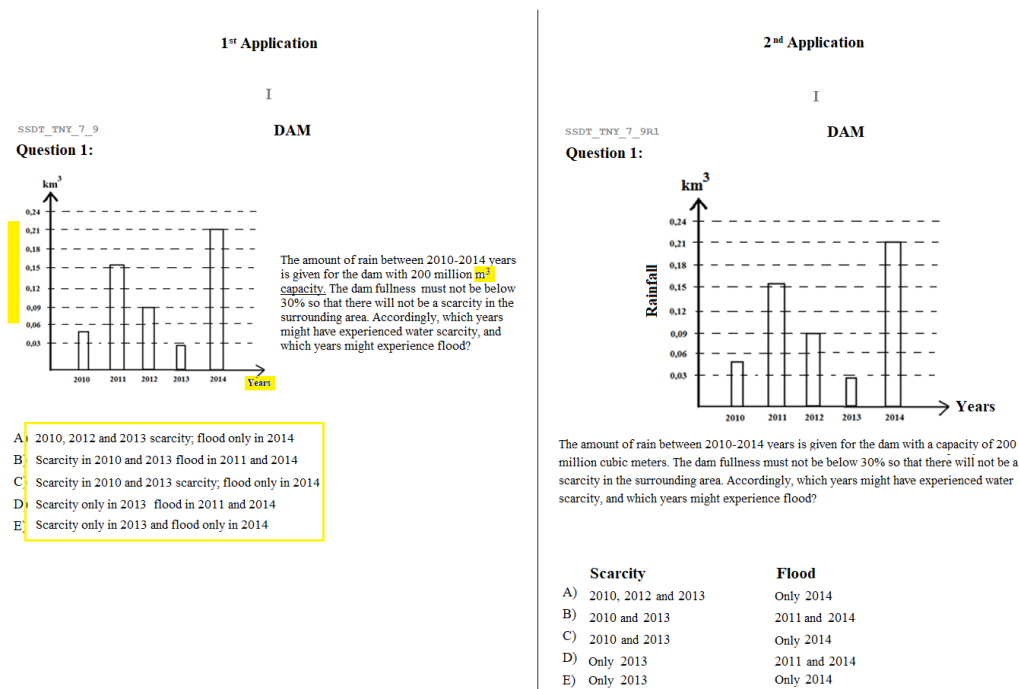 1st Application
I
SSDT_TNY_7_9
DAM
Question 1:
km3
0,24
0,21
0,18
0,15
0,12
0,09
0,06
0,03
2010 2011 2012 2013 2014
Years
The amount of rain between 2010-2014 years
is given for the dam with 200 million m3
capacity. The dam fullness must not be below
30% so that there will not be a scarcity in the
surrounding area. Accordingly, which years
might have experienced water scarcity, and
which years might experience flood?
A) 2010, 2012 and 2013 scarcity; flood only in 2014
B) Scarcity in 2010 and 2013 flood in 2011 and 2014
C) Scarcity in 2010 and 2013 scarcity; flood only in 2014
D) Scarcity only in 2013 flood in 2011 and 2014
E) Scarcity only in 2013 and flood only in 2014
2nd Application
I
SSDT_TNY_7_9R1
DAM
Question 1:
km3
Rainfall
0,24
0,21
0,18
0,15
0,12
0,09
0,06
0,03
2010 2011 2012 2013 2014
Years
The amount of rain between 2010-2014 years is given for the dam with a capacity of 200
million cubic meters. The dam fullness must not be below 30% so that there will not be a
scarcity in the surrounding area. Accordingly, which years might have experienced water
scarcity, and which years might experience flood?
Scarcity Flood
A) 2010, 2012 and 2013 Only 2014
B) 2010 and 2013 2011 and 2014
C) 2010 and 2013 Only 2014
D) Only 2013 2011 and 2014
E) Only 2013 Only 2014